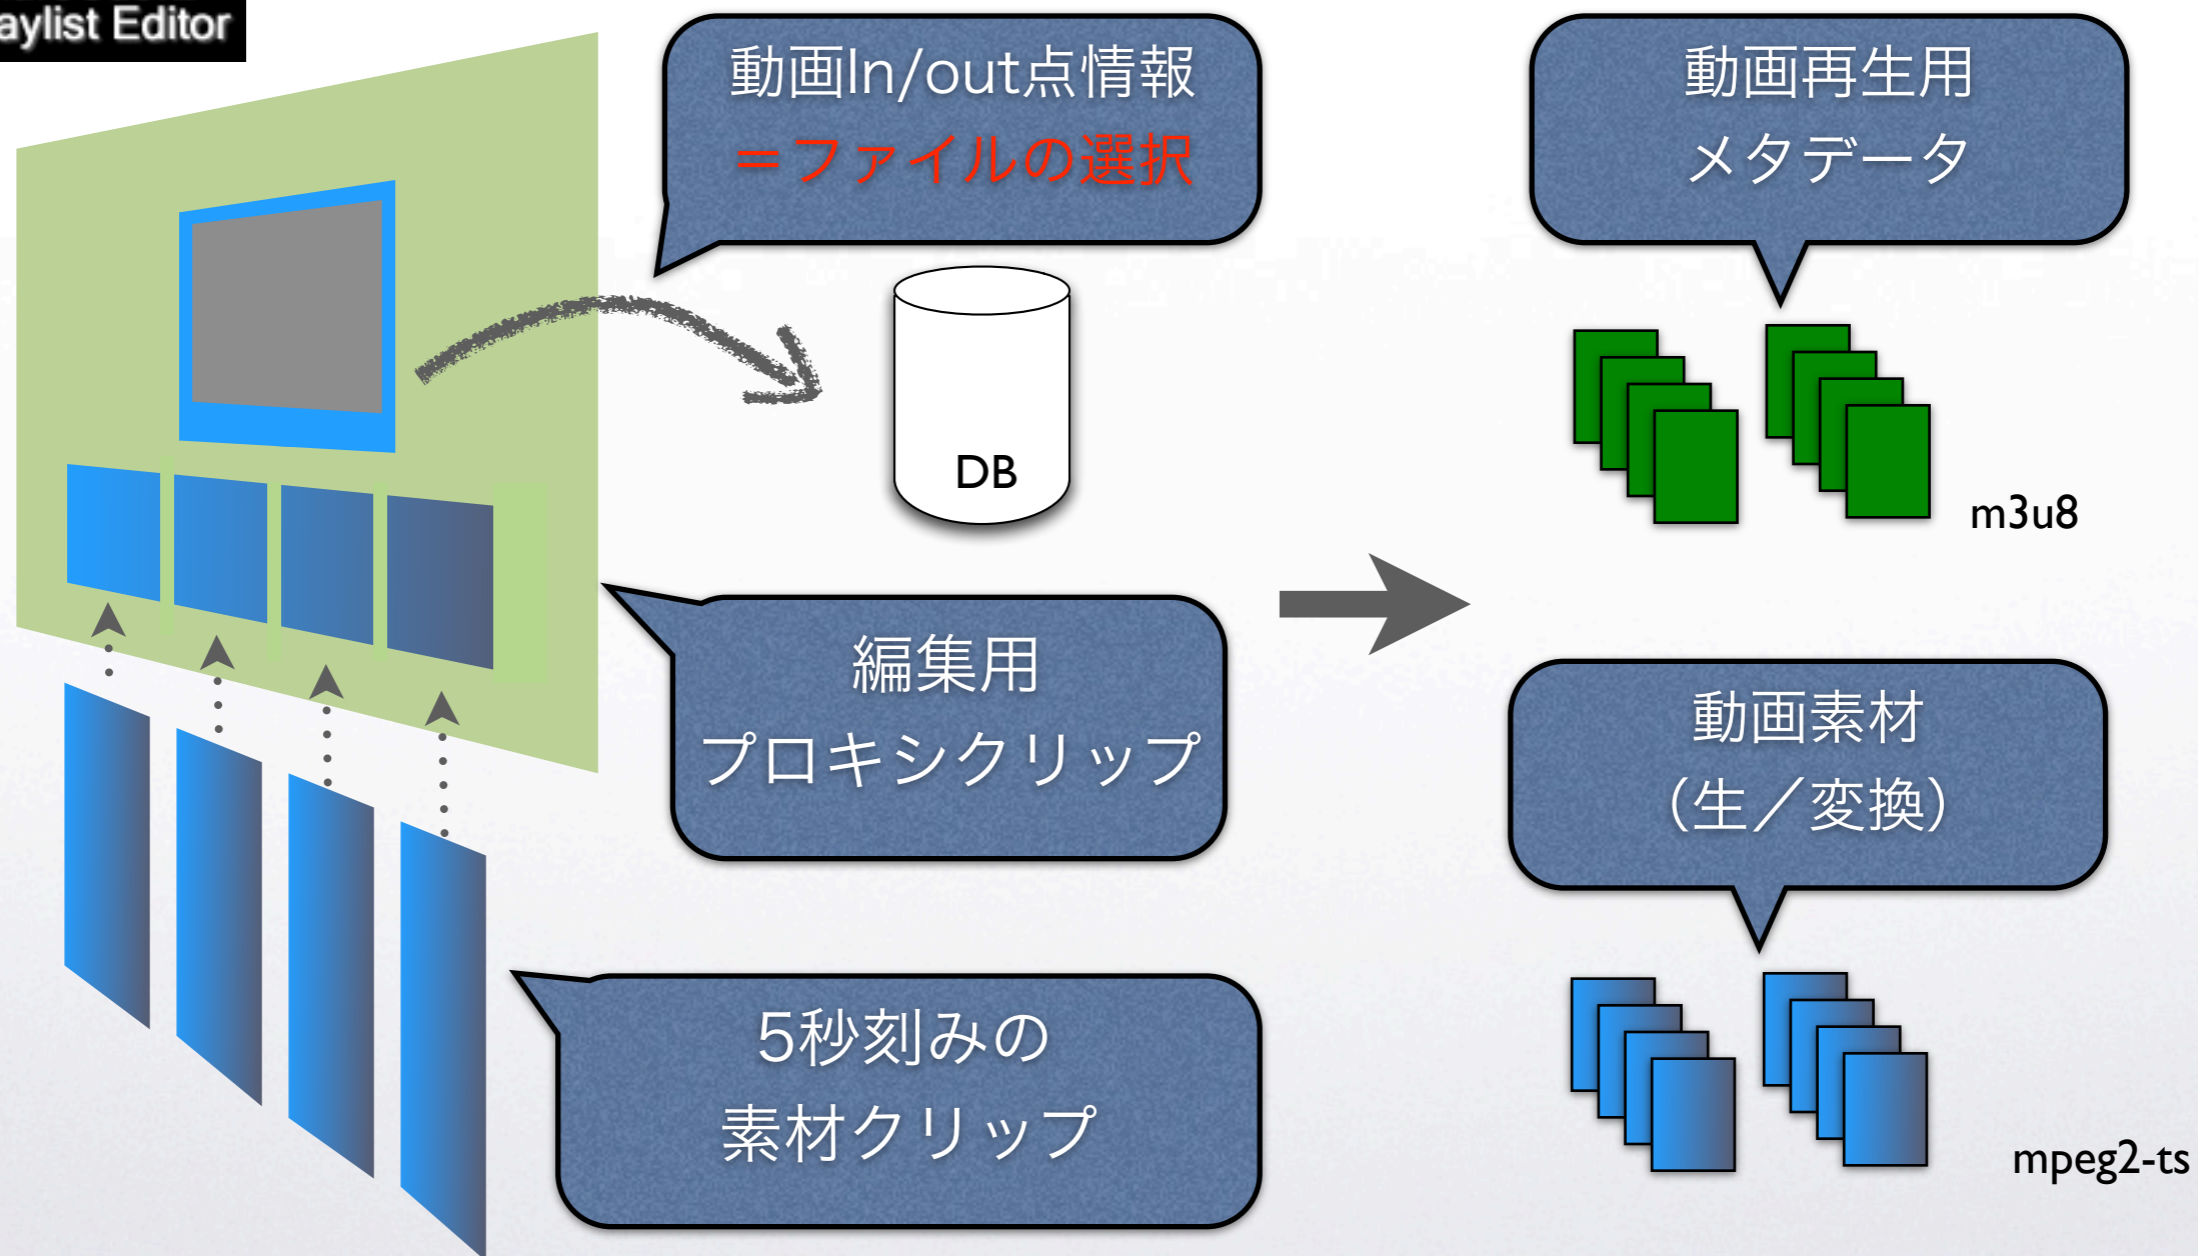 aylist Editor
動画In/out点情報
＝ファイルの選択
DB
編集用
プロキシクリップ
5秒刻みの
素材クリップ
動画再生用
メタデータ
m3u8
動画素材
（生／変換）
mpeg2-ts